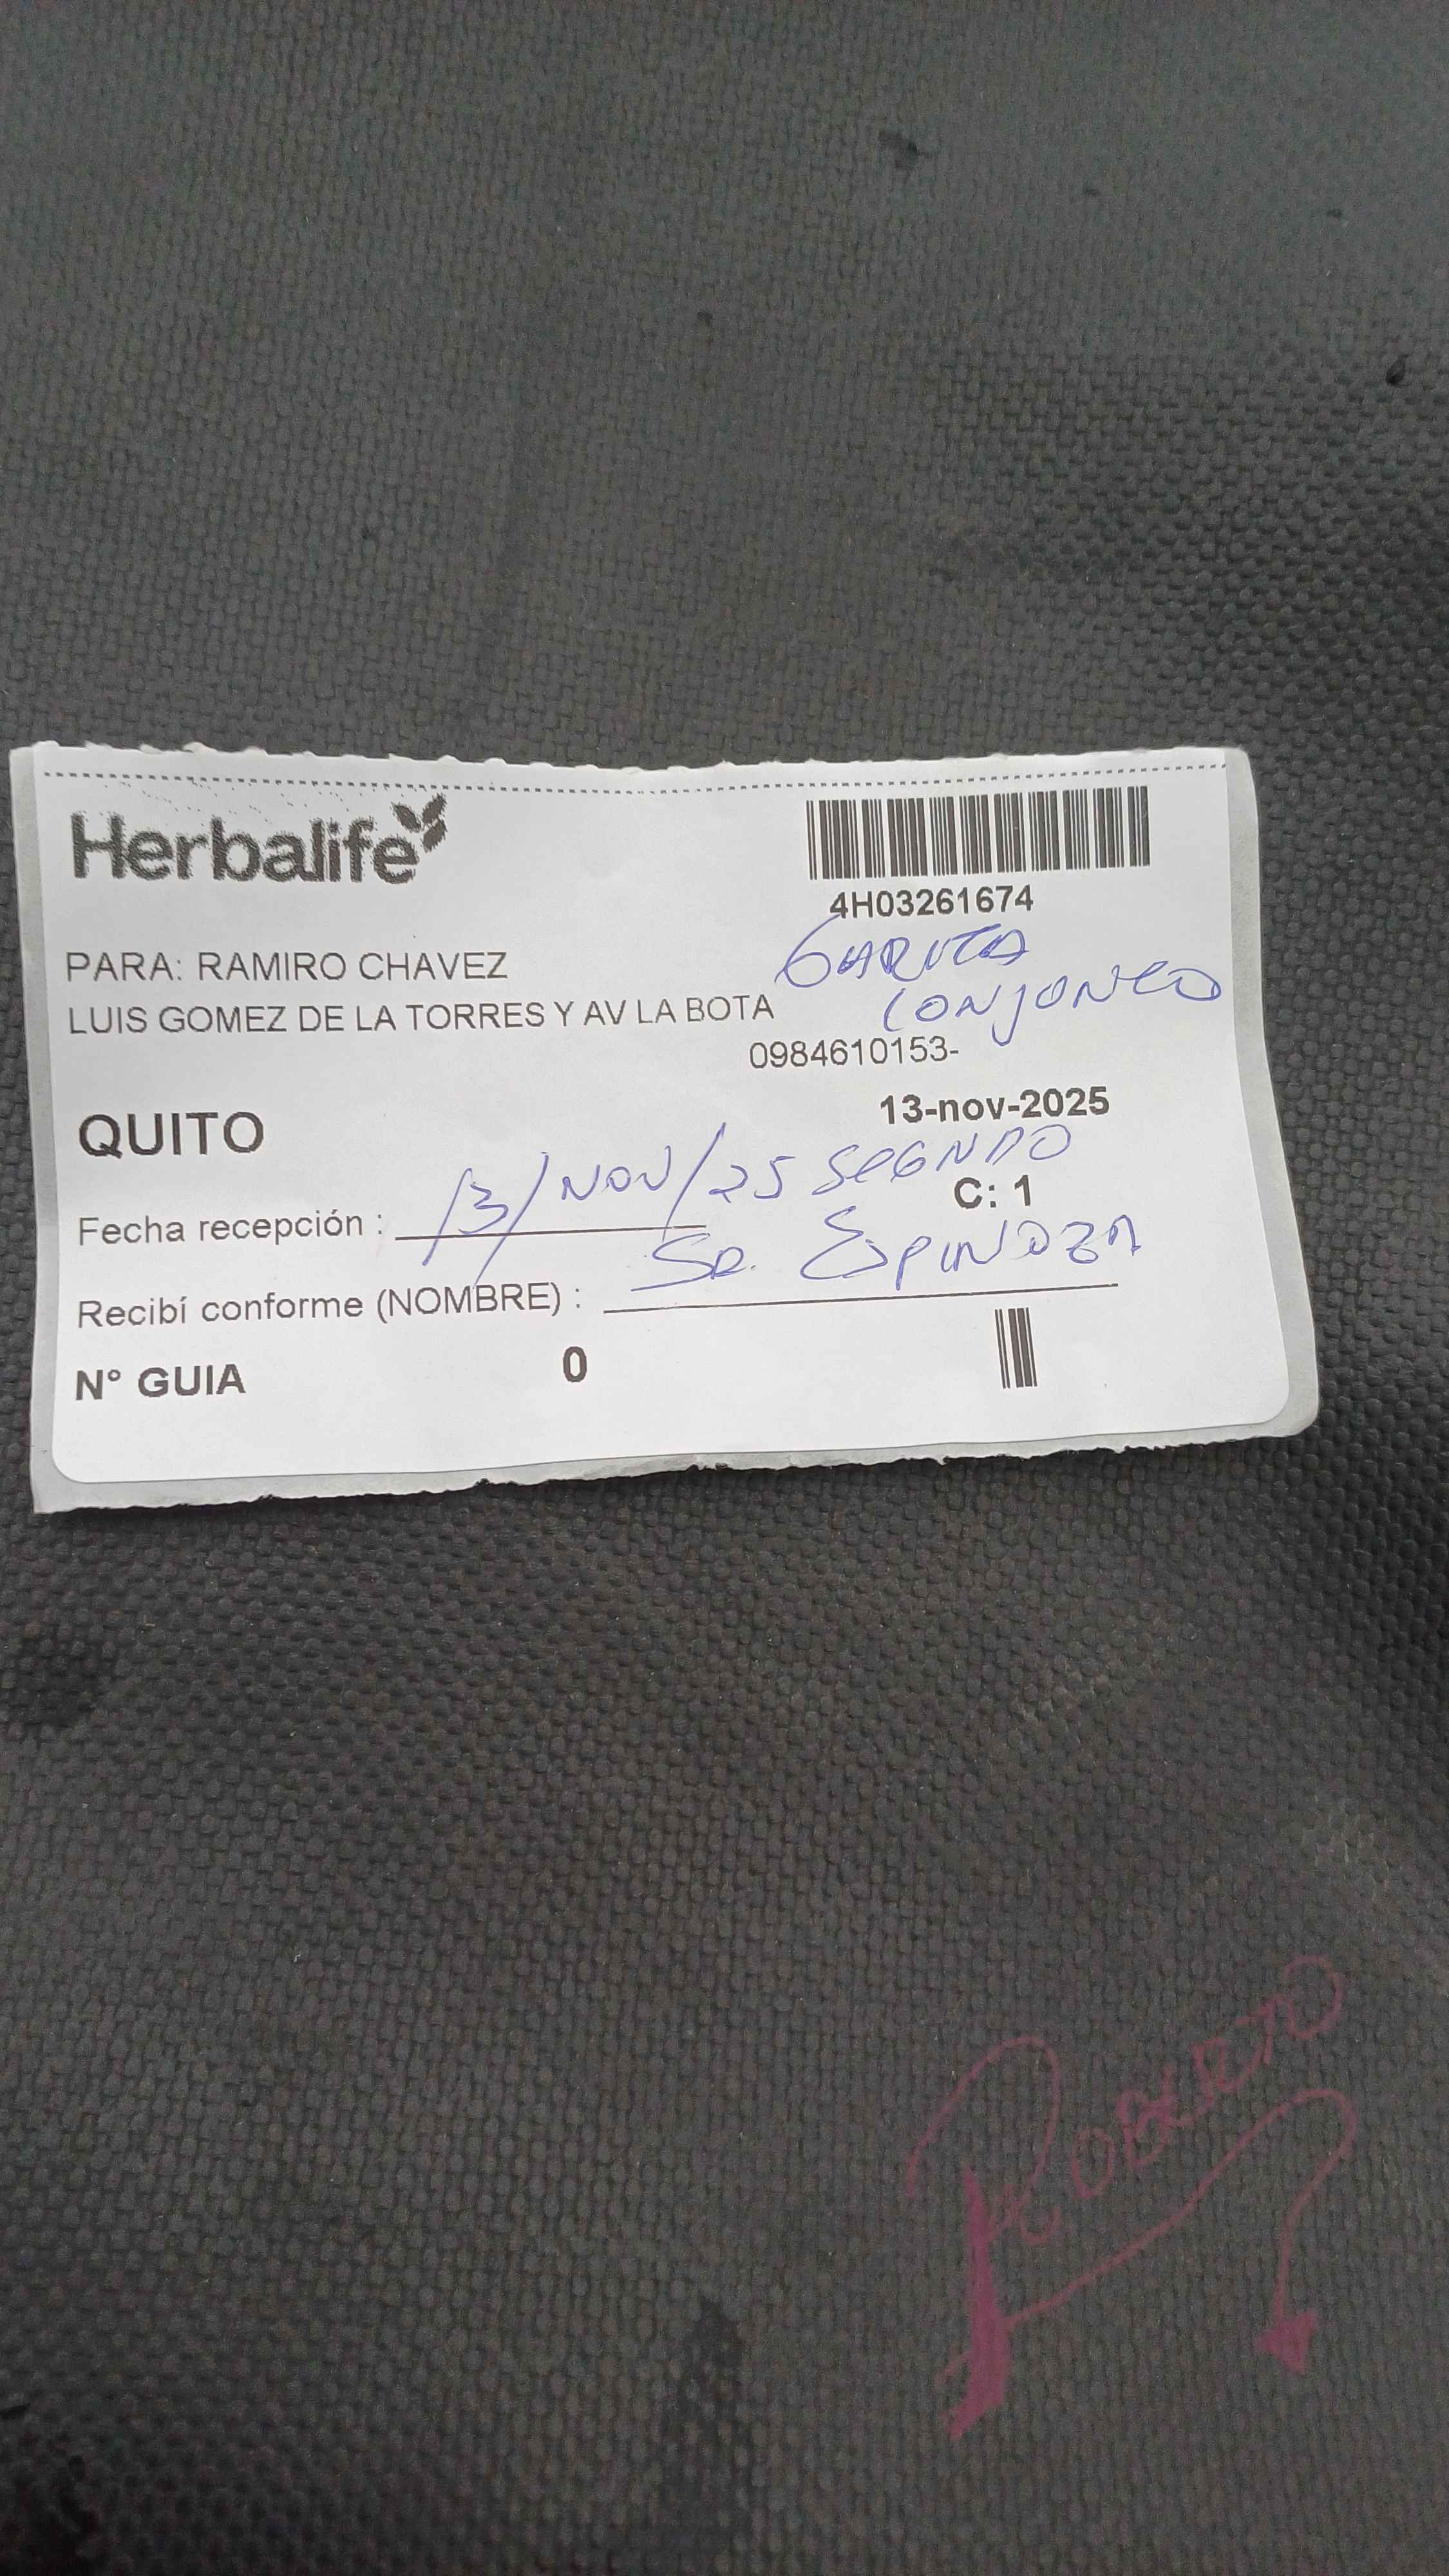 Herbalife
4H03261674
PARA: RAMIRO CHAVEZ
GARITA
LUIS GOMEZ DE LA TORRES Y AV LA BOTA
CONJUNTO
0984610153-
QUITO
13-nov-2025
Fecha recepción : 13/NOV/25 SEGNDO
C: 1
Recibí conforme (NOMBRE) : SR. ESPINOZA
N° GUIA 0
ROBERTO